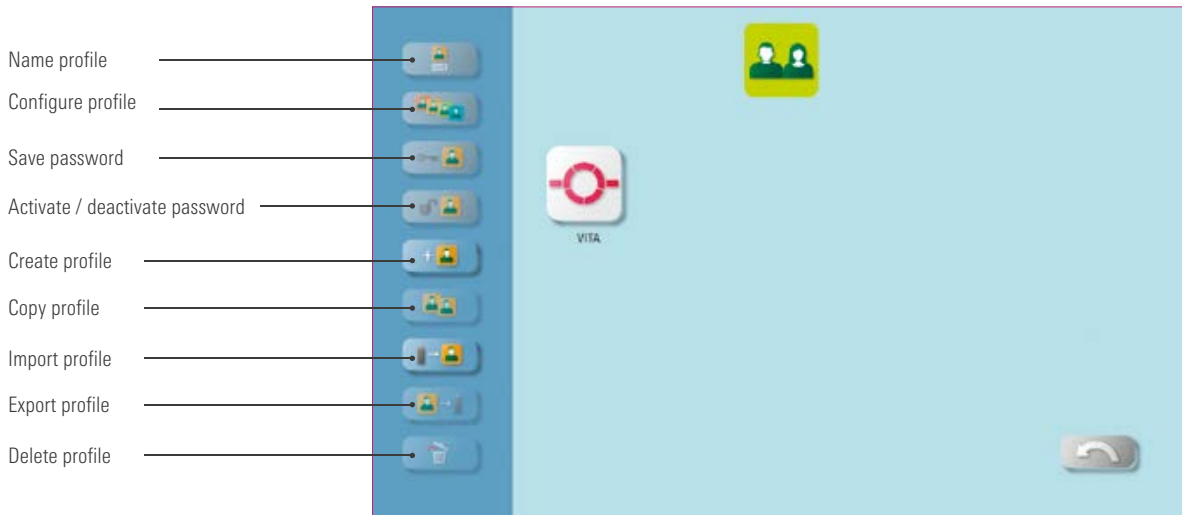 Name profile
Configure profile
Save password
Activate / deactivate password
Create profile
Copy profile
Import profile
Export profile
Delete profile
VITA